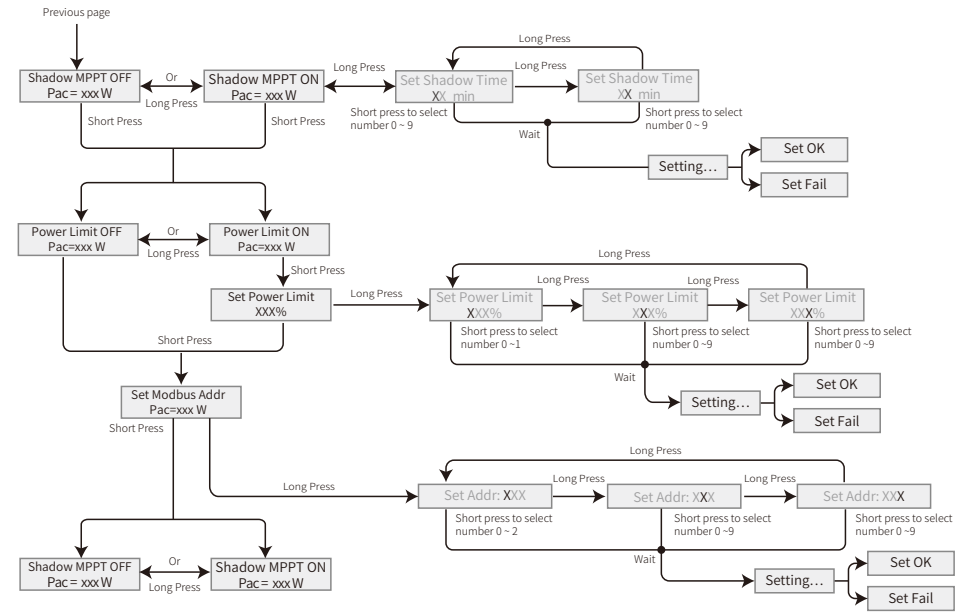 Previous page
Long Press
Shadow MPPT OFF
Pac= xxx W
Or
Long Press
Shadow MPPT ON
Pac= xxx W
Long Press
Set Shadow Time
XX min
Long Press
Set Shadow Time
XX min
Short Press
Short Press
Short press to select
number 0 ~ 9
Short press to select
number 0 ~ 9
Wait
Setting...
Set OK
Set Fail
Power Limit OFF
Pac=xxx W
Or
Long Press
Power Limit ON
Pac=xxx W
Short Press
Long Press
Set Power Limit
XXX%
Long Press
Set Power Limit
XXX%
Long Press
Set Power Limit
XXX%
Long Press
Set Power Limit
XXX%
Short press to select
number 0 ~1
Short press to select
number 0 ~9
Short press to select
number 0 ~9
Short Press
Wait
Setting...
Set OK
Set Fail
Set Modbus Addr
Pac=xxx W
Short Press
Long Press
Long Press
Set Addr: XXX
Long Press
Set Addr: XXX
Long Press
Set Addr: XXX
Short press to select
number 0 ~ 2
Short press to select
number 0 ~9
Short press to select
number 0 ~9
Wait
Setting...
Set OK
Set Fail
Shadow MPPT OFF
Pac= xxx W
Or
Long Press
Shadow MPPT ON
Pac= xxx W